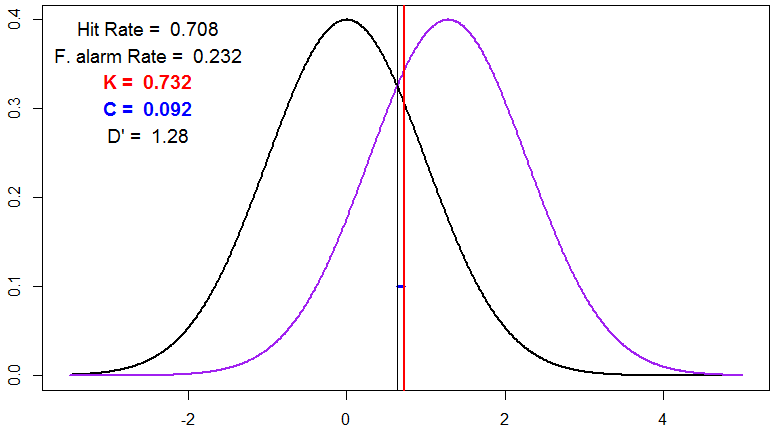 Hit Rate = 0.708
F. alarm Rate = 0.232
K = 0.732
C = 0.092
D' = 1.28
0.4
0.3
0.2
0.1
0.0
-2 0 2 4